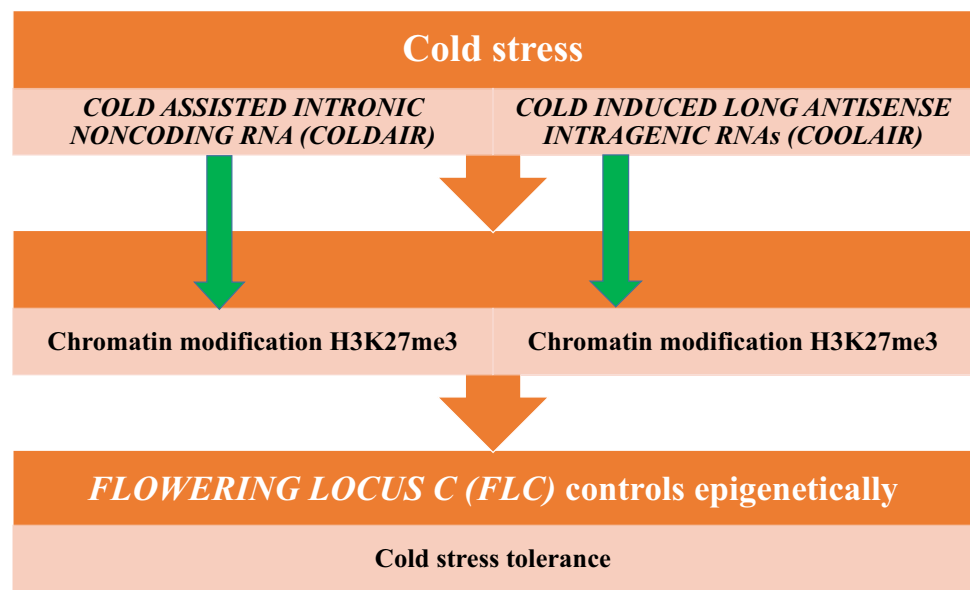 Cold stress
COLD ASSISTED INTRONIC
NONCODING RNA (COLDAIR)
COLD INDUCED LONG ANTISENSE
INTRAGENIC RNAs (COOLAIR)
Chromatin modification H3K27me3
Chromatin modification H3K27me3
FLOWERING LOCUS C (FLC) controls epigenetically
Cold stress tolerance